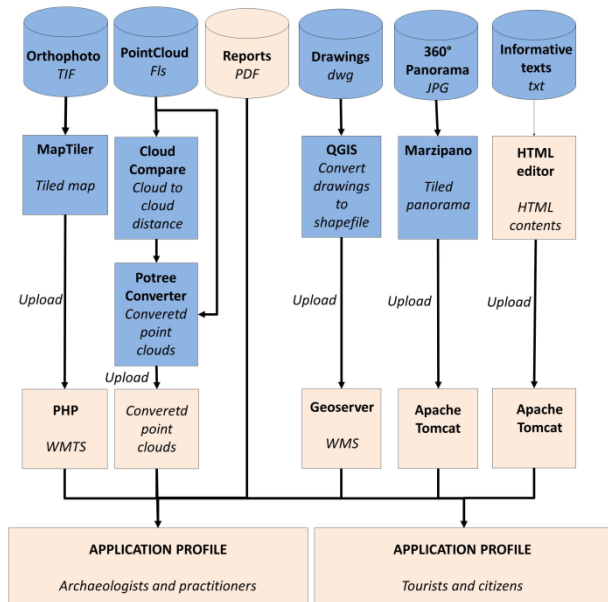 Orthophoto
TIF
PointCloud
Fls
Reports
PDF
Drawings
dwg
360°
Panorama
JPG
Informative
texts
txt
MapTiler
Tiled map
Cloud
Compare
Cloud to
cloud
distance
QGIS
Convert
drawings
to
shapefile
Marzipano
Tiled
panorama
HTML
editor
HTML
contents
Potree
Converter
Converetd
point
clouds
Upload
Upload
Upload
Upload
Upload
PHP
WMTS
Converetd
point
clouds
Geoserver
WMS
Apache
Tomcat
Apache
Tomcat
APPLICATION PROFILE
Archaeologists and practitioners
APPLICATION PROFILE
Tourists and citizens